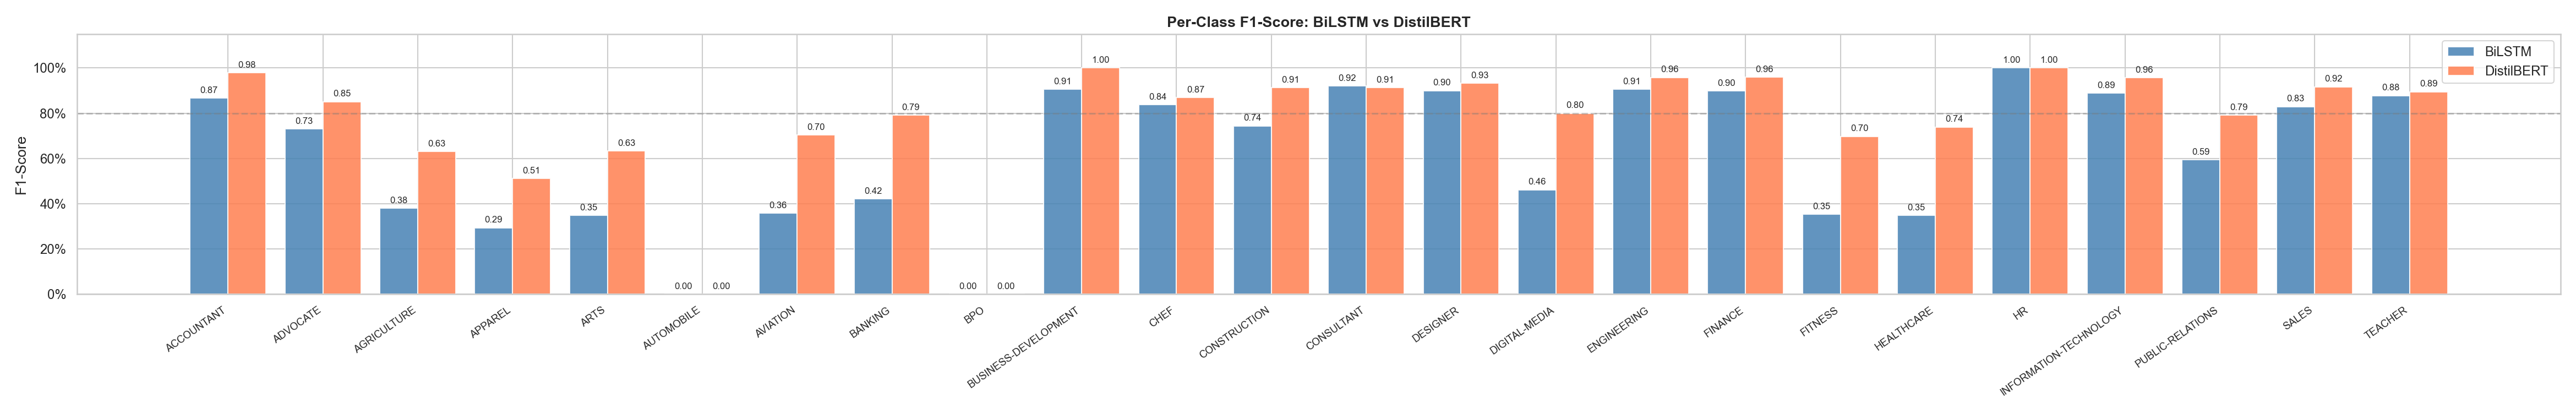 Per-Class F1-Score: BiLSTM vs DistilBERT
BiLSTM
DistilBERT
F1-Score
100%
80%
60%
40%
20%
0%
0.87 0.98
0.73 0.85
0.38 0.63
0.29 0.51
0.35 0.63
0.00 0.00
0.36 0.70
0.42 0.79
0.00 0.00
0.91 1.00
0.84 0.87
0.74 0.91
0.92 0.91
0.90 0.93
0.46 0.80
0.91 0.96
0.90 0.96
0.35 0.70
0.35 0.74
1.00 1.00
0.89 0.96
0.59 0.79
0.83 0.92
0.88 0.89
ACCOUNTANT
ADVOCATE
AGRICULTURE
APPAREL
ARTS
AUTOMOBILE
AVIATION
BANKING
BPO
BUSINESS-DEVELOPMENT
CHEF
CONSTRUCTION
CONSULTANT
DESIGNER
DIGITAL-MEDIA
ENGINEERING
FINANCE
FITNESS
HEALTHCARE
HR
INFORMATION-TECHNOLOGY
PUBLIC-RELATIONS
SALES
TEACHER